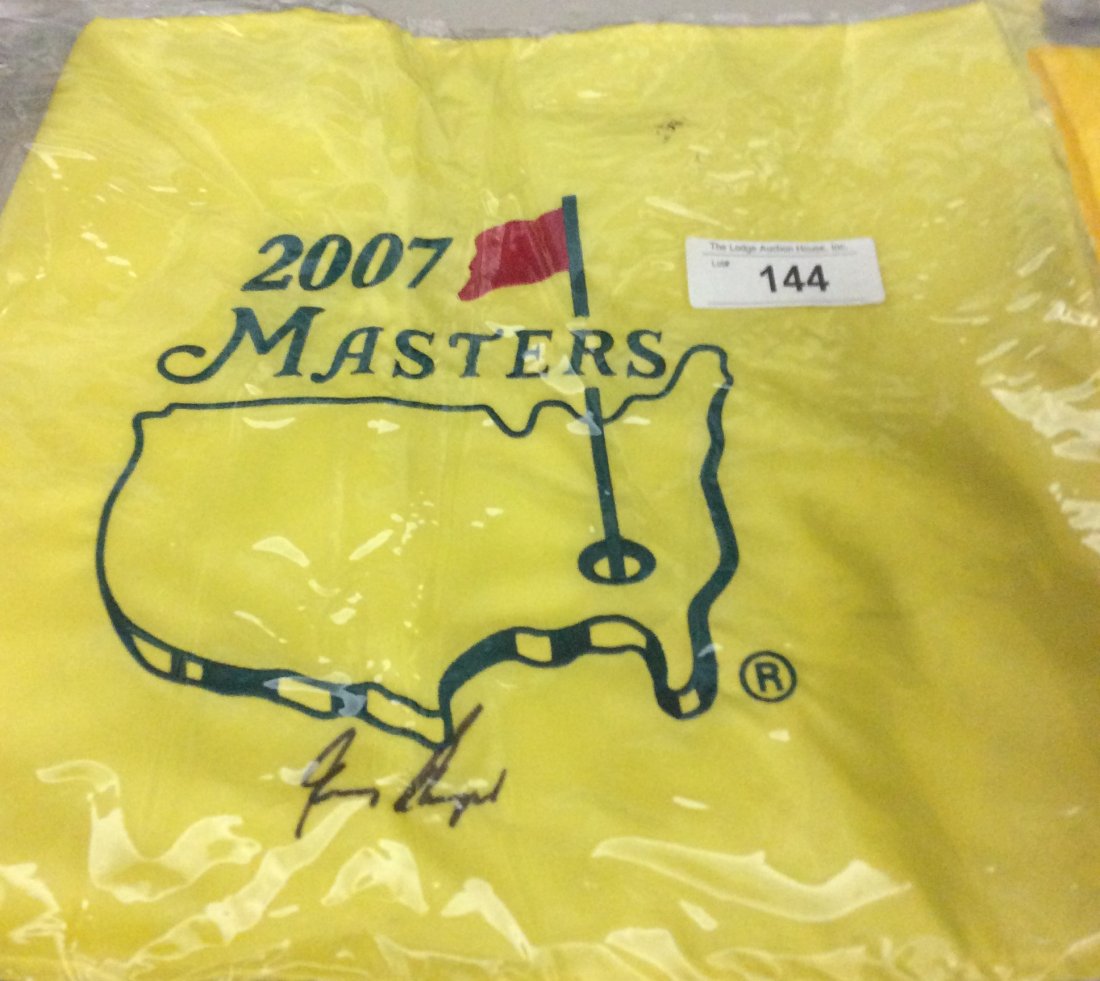 2007
MASTERS
The Lodge Auction House, Inc.
Lot# 144
®